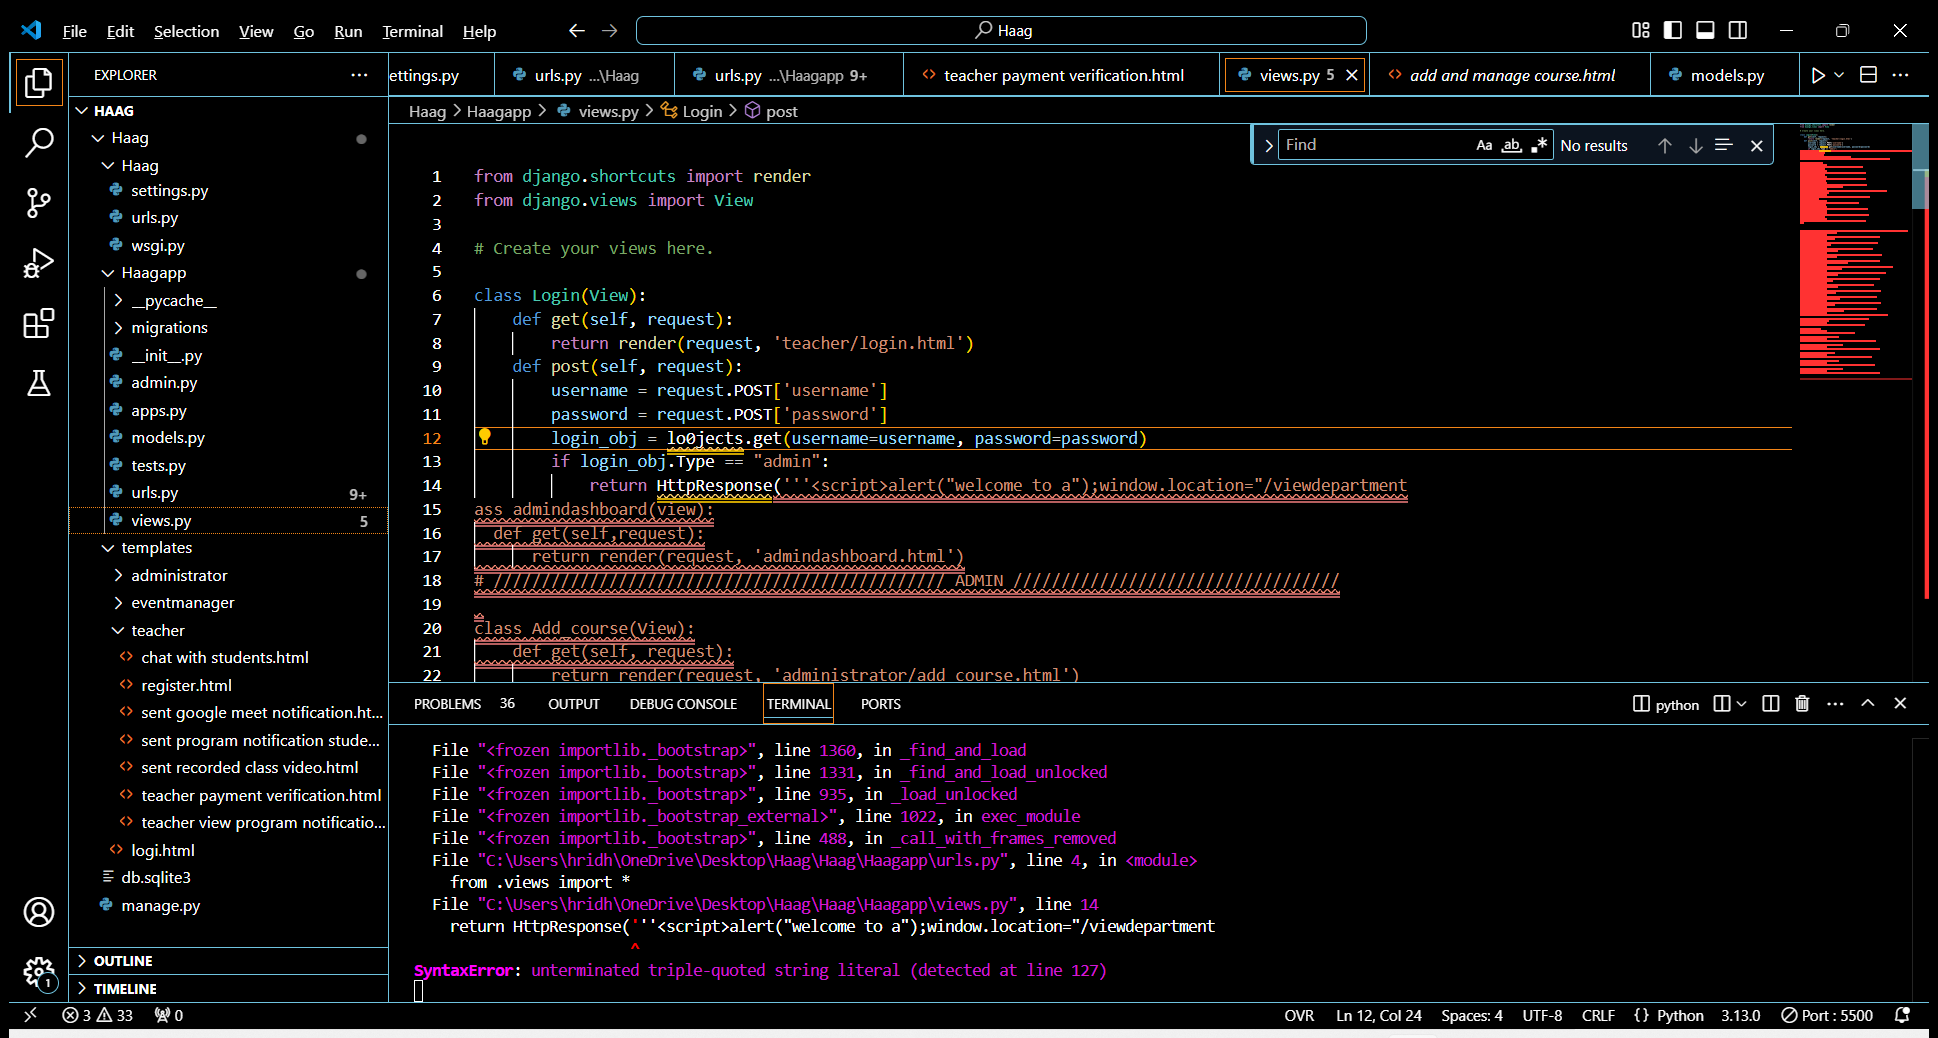 File Edit Selection View Go Run Terminal Help
Haag
EXPLORER
ettings.py
urls.py ...\Haag
urls.py ...\Haagapp 9+
teacher payment verification.html
views.py 5
add and manage course.html
models.py
HAAG
Haag
Haag
settings.py
urls.py
wsgi.py
Haagapp
__pycache__
migrations
__init__.py
admin.py
apps.py
models.py
tests.py
urls.py 9+
views.py 5
templates
administrator
eventmanager
teacher
chat with students.html
register.html
sent google meet notification.ht...
sent program notification stude...
sent recorded class video.html
teacher payment verification.html
teacher view program notificatio...
logi.html
db.sqlite3
manage.py
OUTLINE
TIMELINE
Haag > Haagapp > views.py > Login > post
Find Aa ab No results
1 from django.shortcuts import render
2 from django.views import View
3
4 # Create your views here.
5
6 class Login(View):
7 def get(self, request):
8 return render(request, 'teacher/login.html')
9 def post(self, request):
10 username = request.POST['username']
11 password = request.POST['password']
12 login_obj = lo0jects.get(username=username, password=password)
13 if login_obj.Type == "admin":
14 return HttpResponse('''<script>alert("welcome to a");window.location="/viewdepartment
15 ass admindashboard(view):
16 def get(self,request):
17 return render(request, 'admindashboard.html')
18 # /////////////////////////////////////////////// ADMIN //////////////////////////////////
19
20 class Add_course(View):
21 def get(self, request):
22 return render(request, 'administrator/add course.html')
PROBLEMS 36 OUTPUT DEBUG CONSOLE TERMINAL PORTS
python
File "<frozen importlib._bootstrap>", line 1360, in _find_and_load
File "<frozen importlib._bootstrap>", line 1331, in _find_and_load_unlocked
File "<frozen importlib._bootstrap>", line 935, in _load_unlocked
File "<frozen importlib._bootstrap_external>", line 1022, in exec_module
File "<frozen importlib._bootstrap>", line 488, in _call_with_frames_removed
File "C:\Users\hridh\OneDrive\Desktop\Haag\Haag\Haagapp\urls.py", line 4, in <module>
from .views import *
File "C:\Users\hridh\OneDrive\Desktop\Haag\Haag\Haagapp\views.py", line 14
return HttpResponse('''<script>alert("welcome to a");window.location="/viewdepartment
^
SyntaxError: unterminated triple-quoted string literal (detected at line 127)
1
3 33 0
OVR Ln 12, Col 24 Spaces: 4 UTF-8 CRLF {} Python 3.13.0 Port : 5500